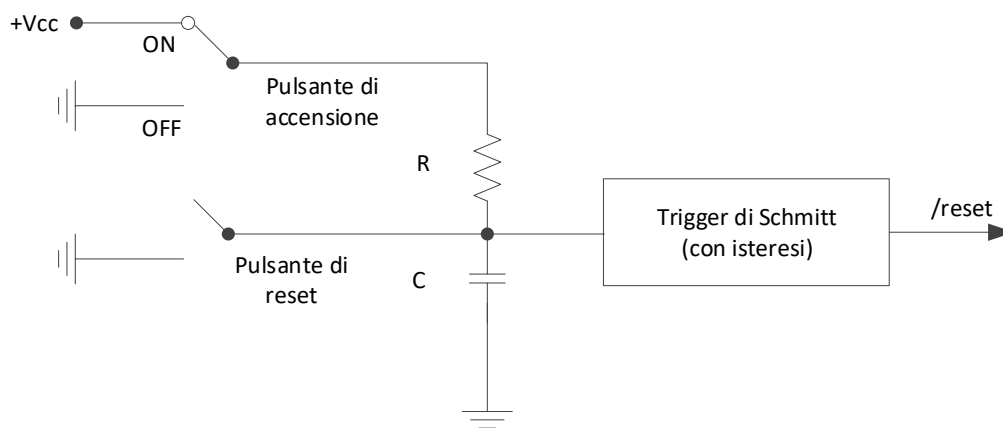 +Vcc
ON
Pulsante di
accensione
OFF
R
Trigger di Schmitt
(con isteresi)
/reset
Pulsante di
reset
C